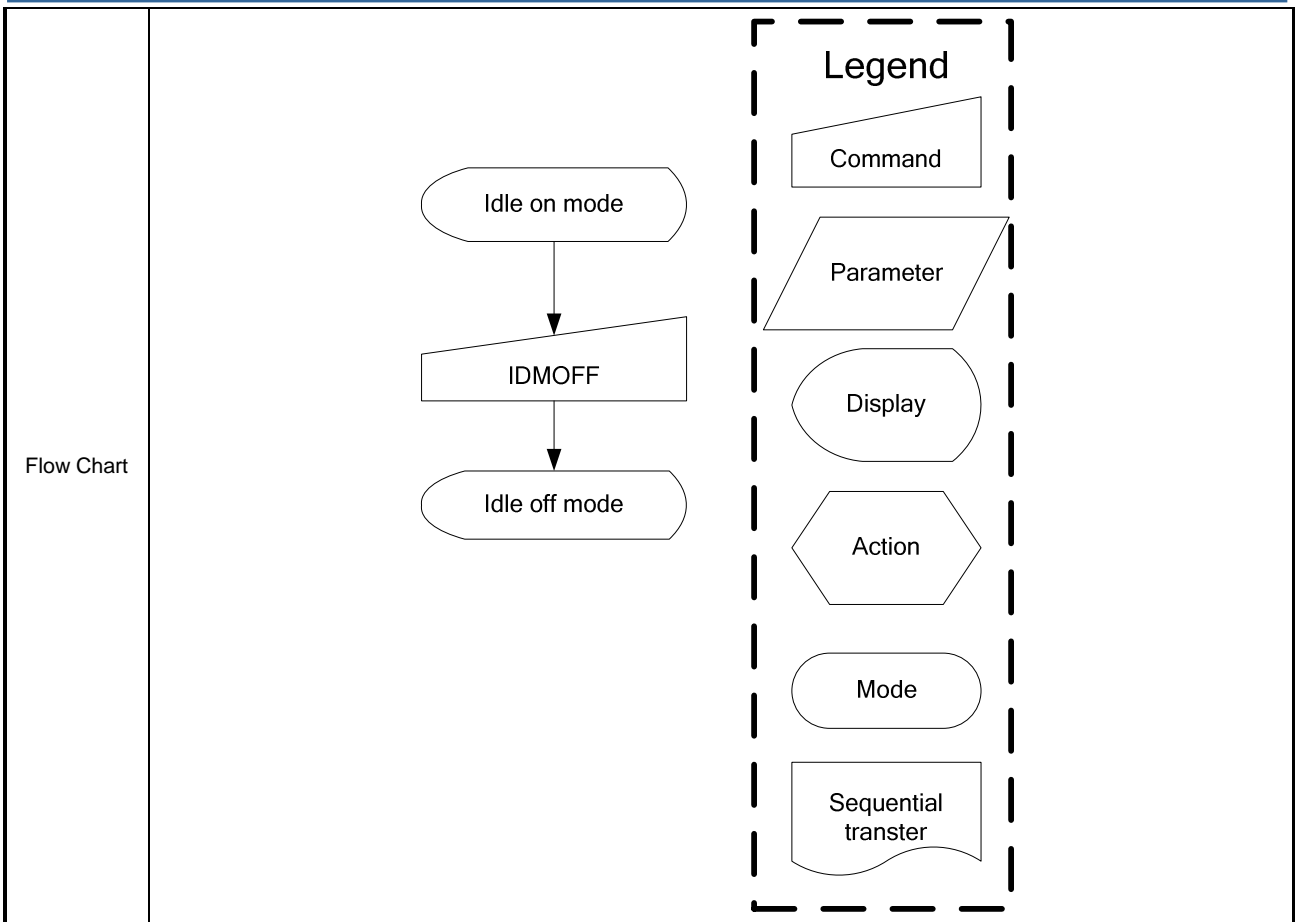 Flow Chart
Idle on mode
IDMOFF
Idle off mode
Legend
Command
Parameter
Display
Action
Mode
Sequential
transter